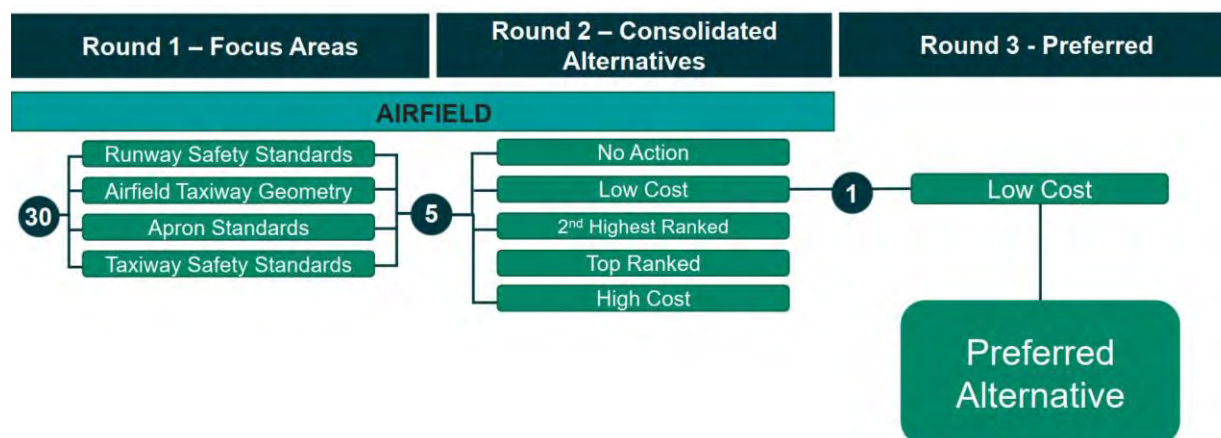 Round 1 – Focus Areas
Round 2 – Consolidated
Alternatives
Round 3 - Preferred
AIRFIELD
30
Runway Safety Standards
Airfield Taxiway Geometry
Apron Standards
Taxiway Safety Standards
5
No Action
Low Cost
2nd Highest Ranked
Top Ranked
High Cost
1
Low Cost
Preferred
Alternative